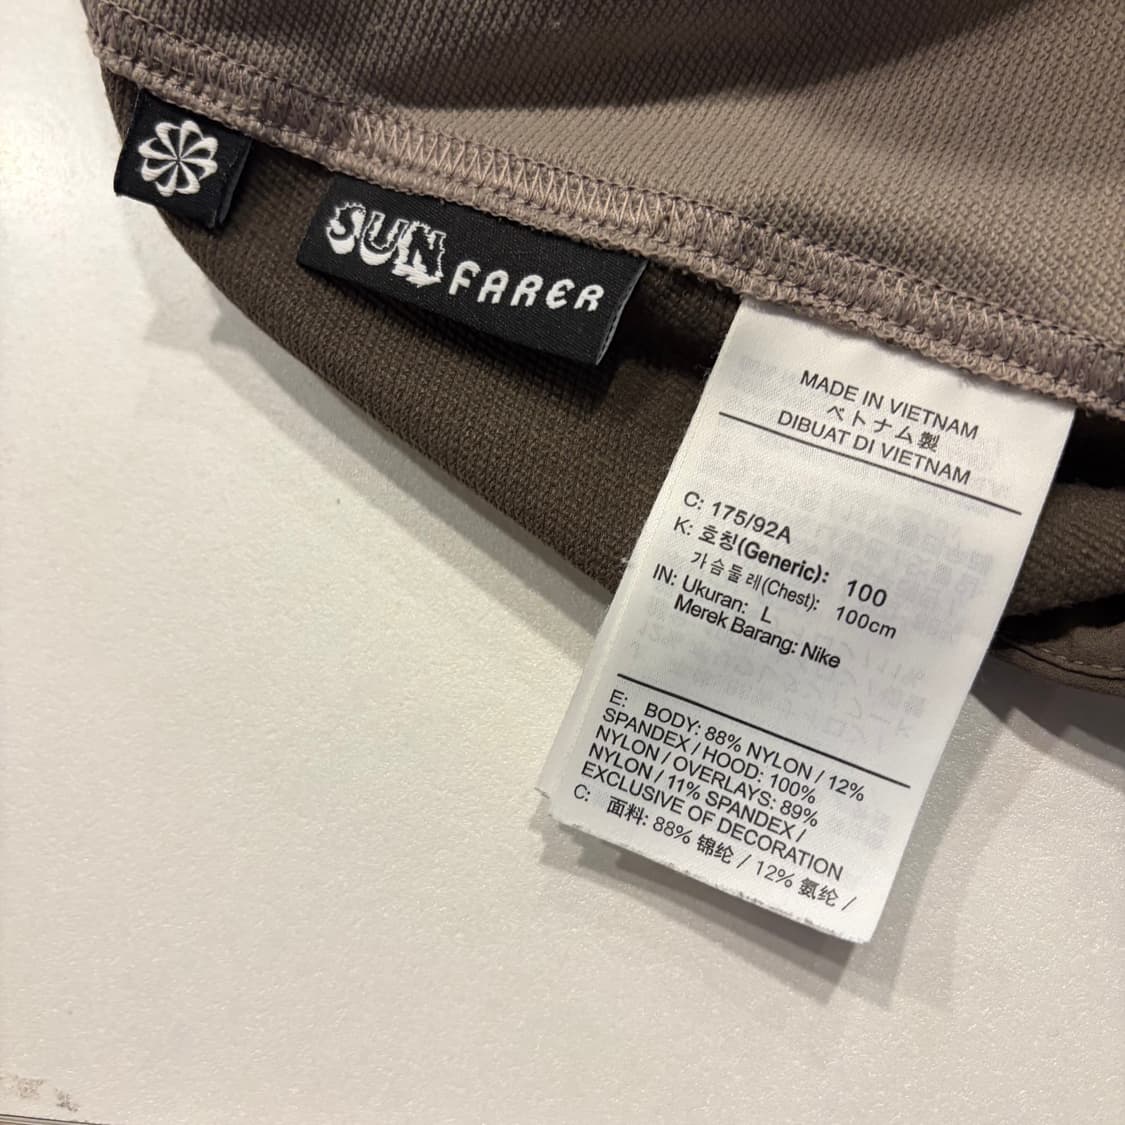 SUN FARER
MADE IN VIETNAM
ベトナム製
DIBUAT DI VIETNAM
C: 175/92A
K: 호칭(Generic): 100
가슴둘레(Chest): 100cm
IN: Ukuran: L
Merek Barang: Nike
E: BODY: 88% NYLON / 12%
SPANDEX / HOOD: 100%
NYLON / OVERLAYS: 89%
NYLON / 11% SPANDEX /
EXCLUSIVE OF DECORATION
C: 面料: 88% 锦纶 / 12% 氨纶 /